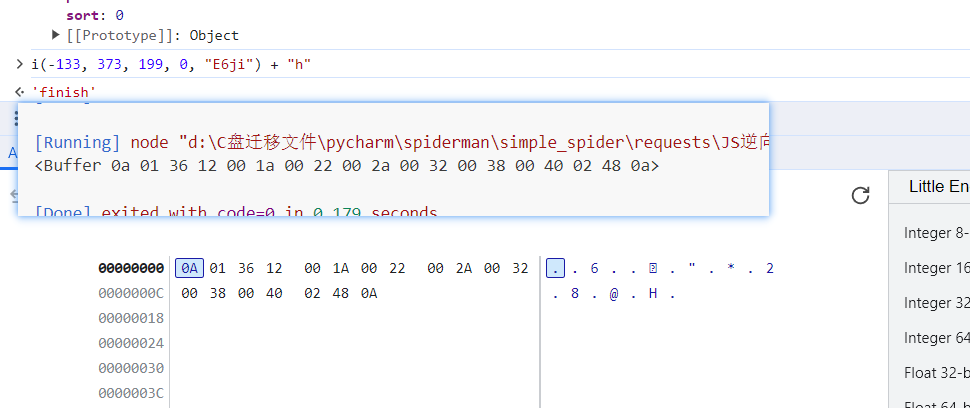 sort: 0
▶ [[Prototype]]: Object
> i(-133, 373, 199, 0, "E6ji") + "h"
'finish'
[Running] node "d:\C盘迁移文件\pycharm\spiderman\simple_spider\requests\JS逆向
<Buffer 0a 01 36 12 00 1a 00 22 00 2a 00 32 00 38 00 40 02 48 0a>
[Done] exited with code=0 in 0.179 seconds
Little En
00000000 0A 01 36 12 00 1A 00 22 00 2A 00 32 . . 6 . . . . " . * . 2
0000000C 00 38 00 40 02 48 0A . 8 . @ . H .
00000018
00000024
00000030
0000003C
Integer 8-
Integer 16
Integer 32
Integer 64
Float 32-b
Float 64-b